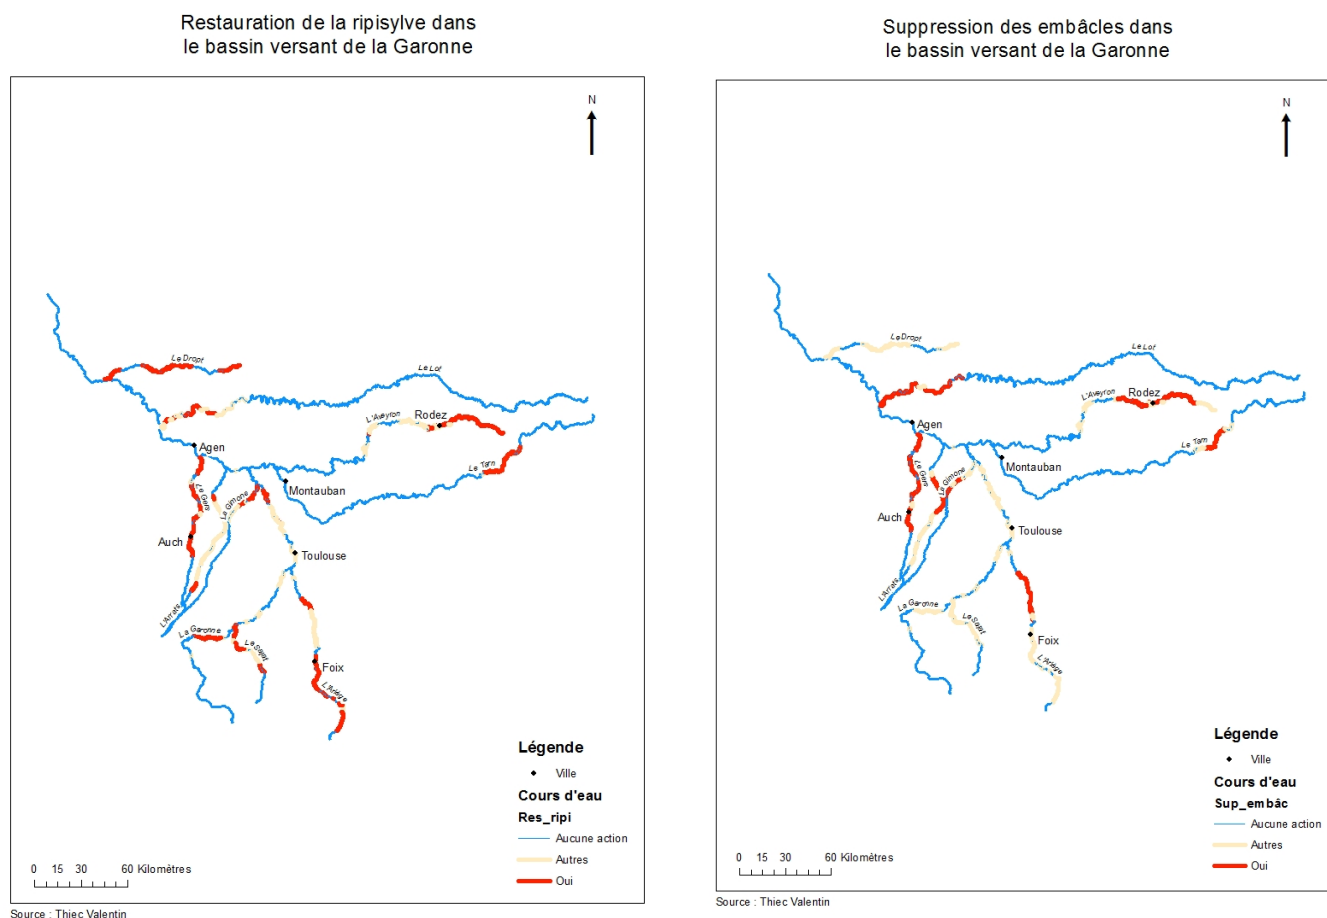 Restauration de la ripisylve dans
le bassin versant de la Garonne
N
Le Dropt
Le Lot
L'Aveyron
Rodez
Agen
Le Tarn
Le Gers
Montauban
La Gimone
Auch
Toulouse
L'Arrats
La Garonne
Le Salat
Foix
L'Ariège
Légende
Ville
Cours d'eau
Res_ripi
Aucune action
Autres
Oui
0 15 30 60 Kilomètres
Source : Thiec Valentin
Suppression des embâcles dans
le bassin versant de la Garonne
N
Le Dropt
Le Lot
L'Aveyron
Rodez
Agen
Le Tarn
Le Gers
Montauban
La Gimone
Auch
Toulouse
L'Arrats
La Garonne
Le Salat
Foix
L'Ariège
Légende
Ville
Cours d'eau
Sup_embâc
Aucune action
Autres
Oui
0 15 30 60 Kilomètres
Source : Thiec Valentin